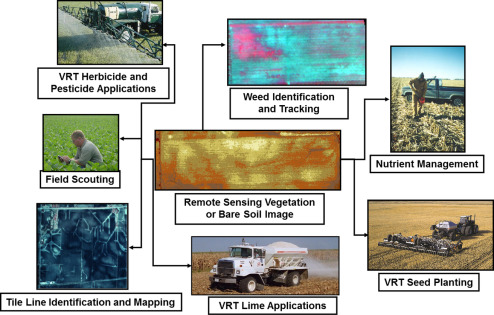 VRT Herbicide and
Pesticide Applications
Weed Identification
and Tracking
Field Scouting
Nutrient Management
Remote Sensing Vegetation
or Bare Soil Image
Tile Line Identification and Mapping
VRT Lime Applications
VRT Seed Planting